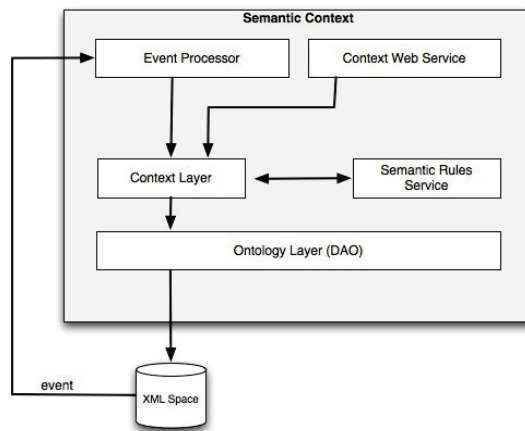 Semantic Context
Event Processor
Context Web Service
Context Layer
Semantic Rules
Service
Ontology Layer (DAO)
event
XML Space